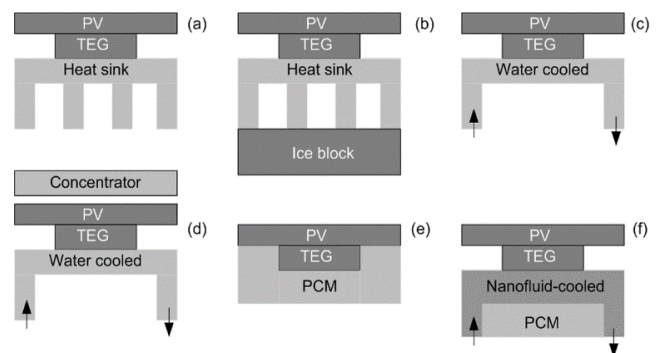 PV
(a)
TEG
Heat sink
PV
(b)
TEG
Heat sink
Ice block
PV
(c)
TEG
Water cooled
Concentrator
PV
(d)
TEG
Water cooled
PV
(e)
TEG
PCM
PV
(f)
TEG
Nanofluid-cooled
PCM